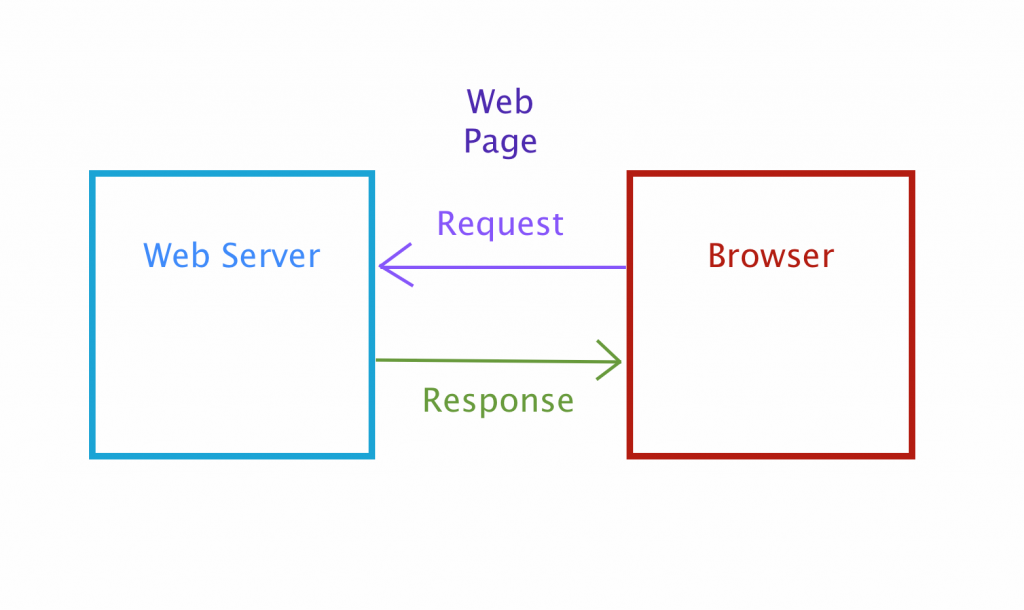 Web
Page
Request
Web Server
Browser
Response